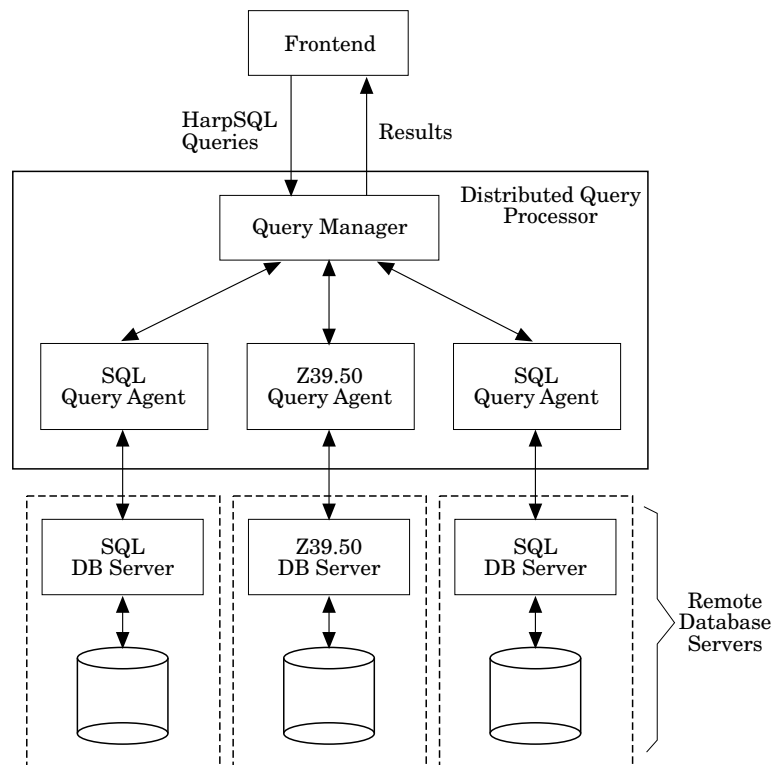 Frontend
HarpSQL
Queries
Results
Distributed Query
Processor
Query Manager
SQL
Query Agent
Z39.50
Query Agent
SQL
Query Agent
SQL
DB Server
Z39.50
DB Server
SQL
DB Server
Remote
Database
Servers